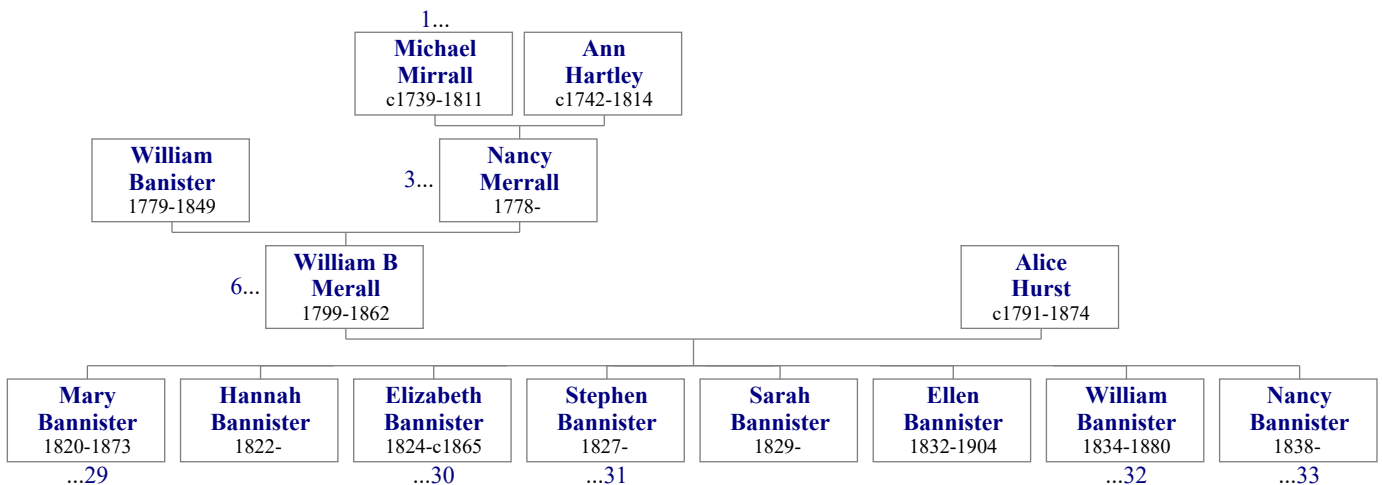 1...
Michael
Mirrall
c1739-1811
Ann
Hartley
c1742-1814
William
Banister
1779-1849
3...
Nancy
Merrall
1778-
6...
William B
Merall
1799-1862
Alice
Hurst
c1791-1874
Mary
Bannister
1820-1873
...29
Hannah
Bannister
1822-
Elizabeth
Bannister
1824-c1865
...30
Stephen
Bannister
1827-
...31
Sarah
Bannister
1829-
Ellen
Bannister
1832-1904
William
Bannister
1834-1880
...32
Nancy
Bannister
1838-
...33